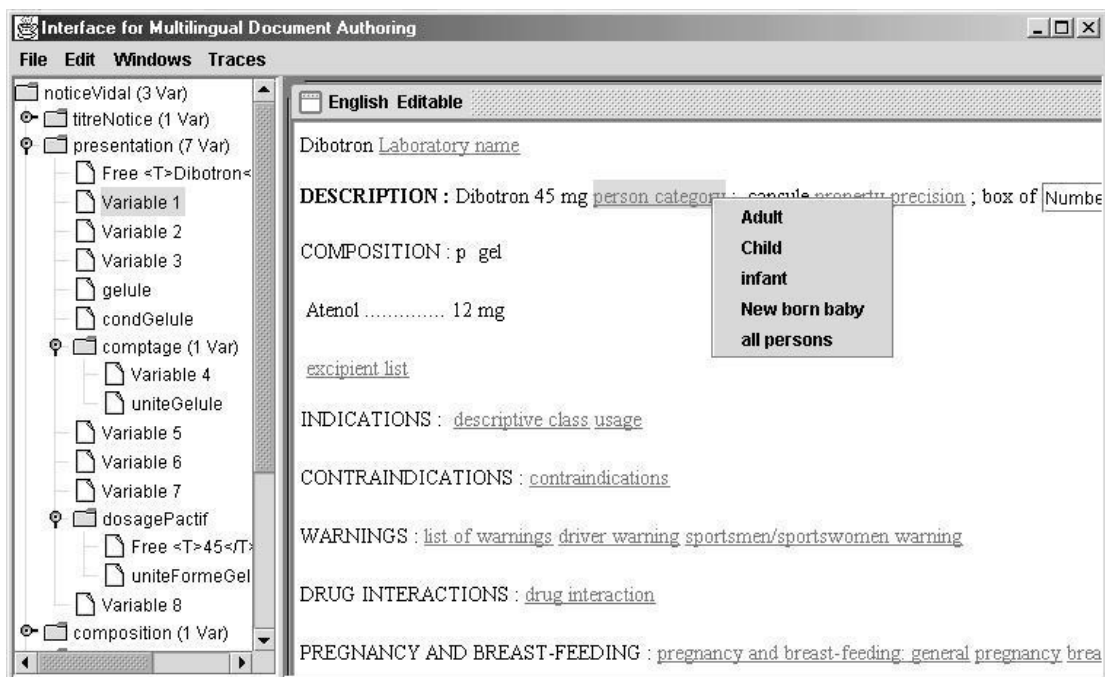 Interface for Multilingual Document Authoring
File Edit Windows Traces
noticeVidal (3 Var)
titreNotice (1 Var)
presentation (7 Var)
Free <T>Dibotron<
Variable 1
Variable 2
Variable 3
gelule
condGelule
comptage (1 Var)
Variable 4
uniteGelule
Variable 5
Variable 6
Variable 7
dosagePactif
Free <T>45</T>
uniteFormeGel
Variable 8
composition (1 Var)
English Editable
Dibotron Laboratory name
DESCRIPTION : Dibotron 45 mg person category ; capsule property precision ; box of Numbe
Adult
Child
infant
New born baby
all persons
COMPOSITION : p gel
Atenol .............. 12 mg
excipient list
INDICATIONS : descriptive class usage
CONTRAINDICATIONS : contraindications
WARNINGS : list of warnings driver warning sportsmen/sportswomen warning
DRUG INTERACTIONS : drug interaction
PREGNANCY AND BREAST-FEEDING : pregnancy and breast-feeding: general pregnancy brea